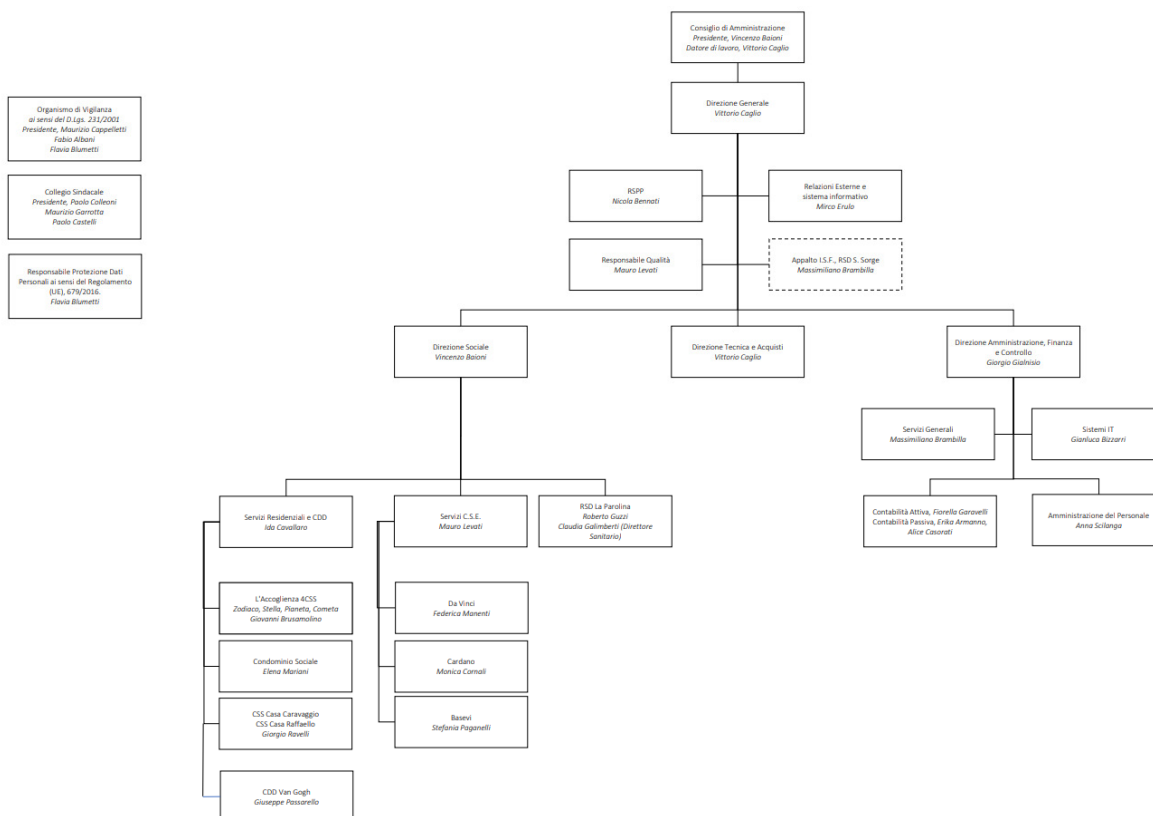 Consiglio di Amministrazione
Presidente, Vincenzo Baioni
Datore di lavoro, Vittorio Caglio
Direzione Generale
Vittorio Caglio
Organismo di Vigilanza
ai sensi del D.Lgs. 231/2001
Presidente, Maurizio Cappelletti
Fabio Albani
Flavia Blumetti
Collegio Sindacale
Presidente, Paolo Colleoni
Maurizio Garrotta
Paolo Castelli
Responsabile Protezione Dati
Personali ai sensi del Regolamento
(UE), 679/2016.
Flavia Blumetti
RSPP
Nicola Bennati
Relazioni Esterne e
sistema informativo
Mirco Erulo
Responsabile Qualità
Mauro Levati
Appalto I.S.F., RSD S. Sorge
Massimiliano Brambilla
Direzione Sociale
Vincenzo Baioni
Direzione Tecnica e Acquisti
Vittorio Caglio
Direzione Amministrazione, Finanza
e Controllo
Giorgio Gialnisio
Servizi Generali
Massimiliano Brambilla
Sistemi IT
Gianluca Bizzarri
Servizi Residenziali e CDD
Ida Cavallaro
Servizi C.S.E.
Mauro Levati
RSD La Parolina
Roberto Guzzi
Claudia Galimberti (Direttore
Sanitario)
Contabilità Attiva, Fiorella Garavelli
Contabilità Passiva, Erika Armanno,
Alice Casorati
Amministrazione del Personale
Anna Scilanga
L'Accoglienza 4CSS
Zodiaco, Stella, Pianeta, Cometa
Giovanni Brusamolino
Da Vinci
Federica Manenti
Condominio Sociale
Elena Mariani
Cardano
Monica Cornali
CSS Casa Caravaggio
CSS Casa Raffaello
Giorgio Ravelli
Basevi
Stefania Paganelli
CDD Van Gogh
Giuseppe Passarello